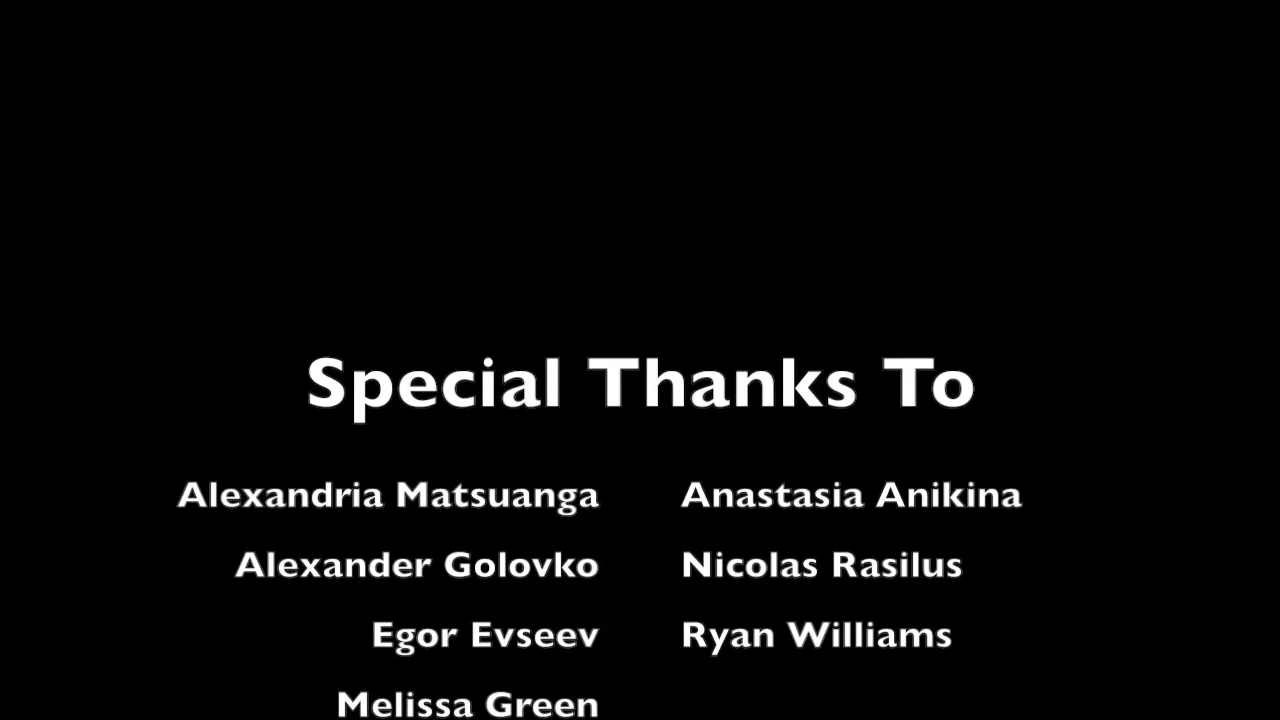 Special Thanks To
Alexandria Matsuanga Anastasia Anikina
Alexander Golovko Nicolas Rasilus
Egor Evseev Ryan Williams
Melissa Green